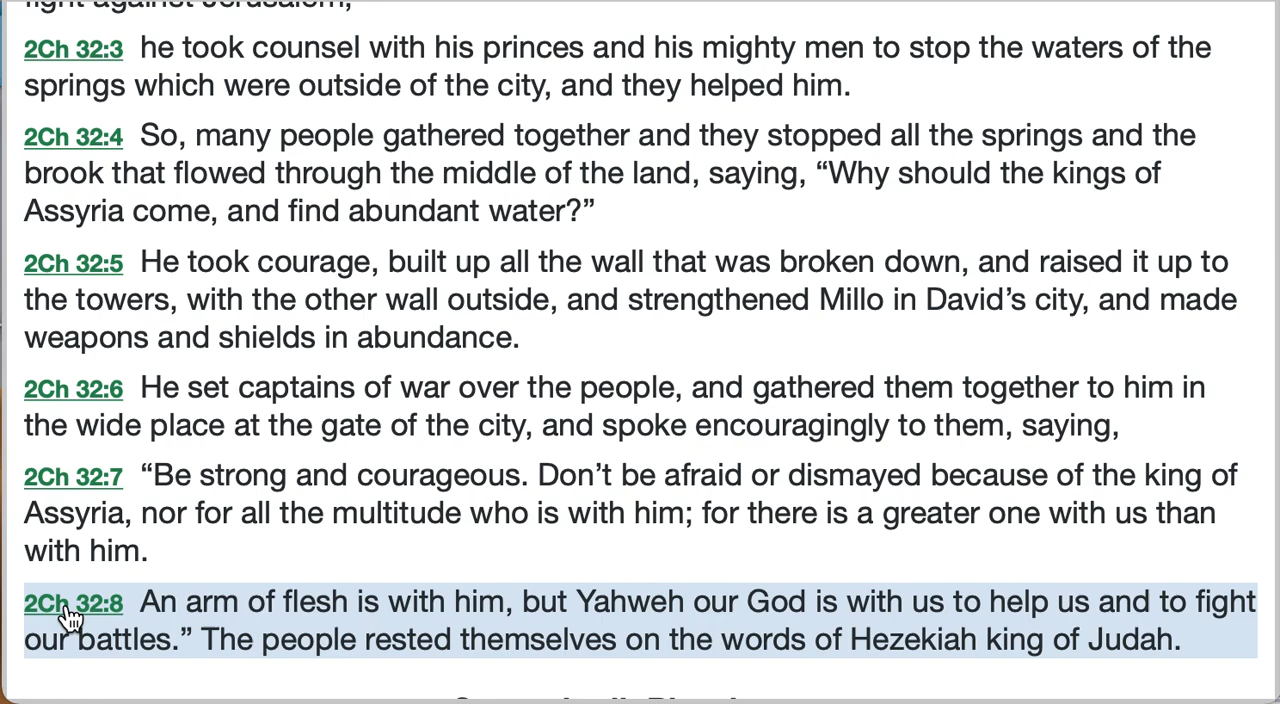 fight against Jerusalem,
2Ch 32:3 he took counsel with his princes and his mighty men to stop the waters of the
springs which were outside of the city, and they helped him.
2Ch 32:4 So, many people gathered together and they stopped all the springs and the
brook that flowed through the middle of the land, saying, “Why should the kings of
Assyria come, and find abundant water?”
2Ch 32:5 He took courage, built up all the wall that was broken down, and raised it up to
the towers, with the other wall outside, and strengthened Millo in David’s city, and made
weapons and shields in abundance.
2Ch 32:6 He set captains of war over the people, and gathered them together to him in
the wide place at the gate of the city, and spoke encouragingly to them, saying,
2Ch 32:7 “Be strong and courageous. Don’t be afraid or dismayed because of the king of
Assyria, nor for all the multitude who is with him; for there is a greater one with us than
with him.
2Ch 32:8 An arm of flesh is with him, but Yahweh our God is with us to help us and to fight
our battles.” The people rested themselves on the words of Hezekiah king of Judah.